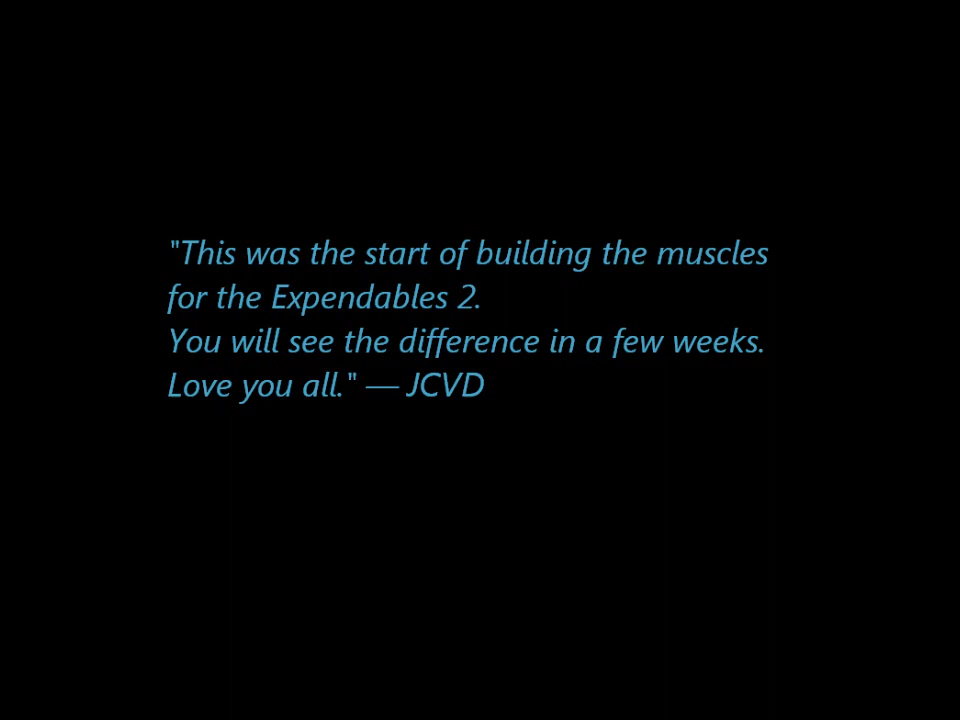 "This was the start of building the muscles
for the Expendables 2.
You will see the difference in a few weeks.
Love you all." — JCVD